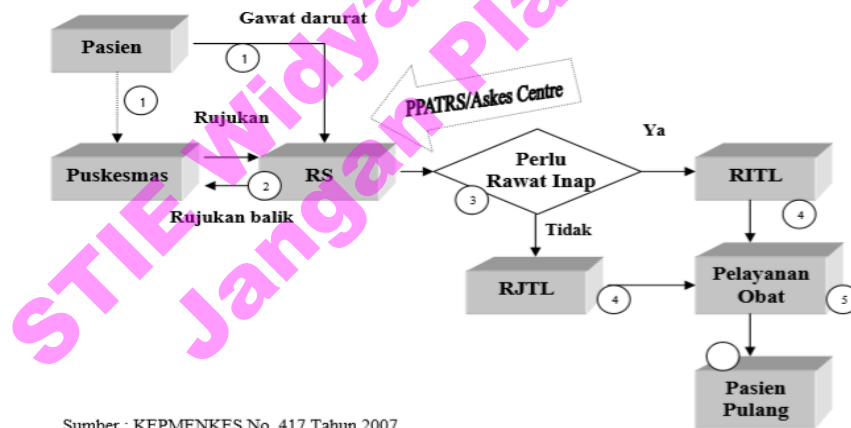 Gawat darurat
Pasien
1
1
PPATRS/Askes Centre
Rujukan
Ya
Puskesmas
2
RS
Perlu
Rawat Inap
3
RITL
4
Rujukan balik
Tidak
RJTL
4
Pelayanan
Obat
5
Pasien
Pulang
STIE Widya
Jangan Pla
Sumber : KEPMENKES No. 417 Tahun 2007